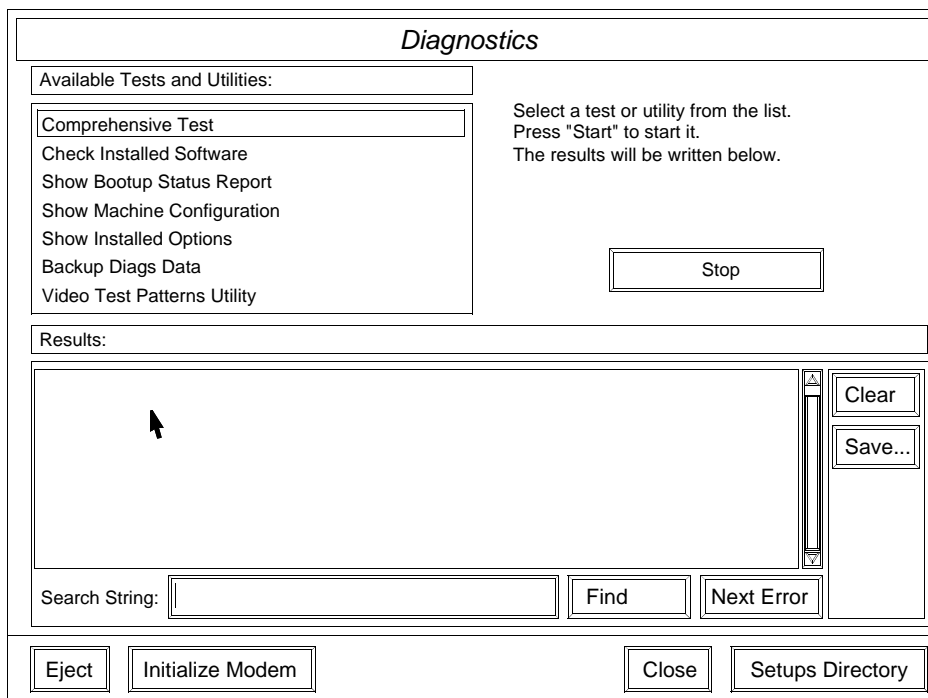 Diagnostics
Available Tests and Utilities:
Comprehensive Test
Check Installed Software
Show Bootup Status Report
Show Machine Configuration
Show Installed Options
Backup Diags Data
Video Test Patterns Utility
Select a test or utility from the list.
Press "Start" to start it.
The results will be written below.
Stop
Results:
Clear
Save...
Search String:
Find
Next Error
Eject
Initialize Modem
Close
Setups Directory